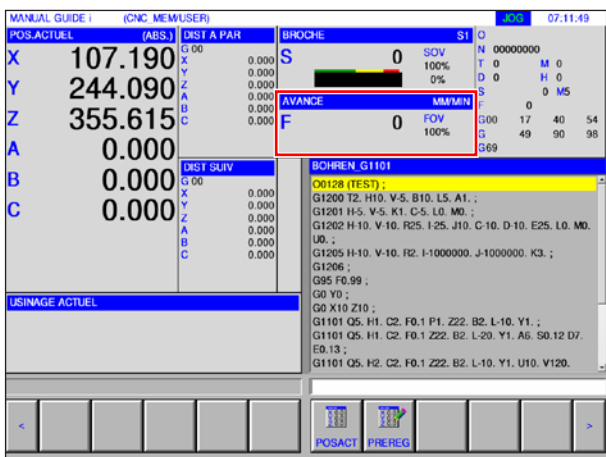 MANUAL GUIDE i (CNC_MEM/USER) JOG 07:11:49
POS.ACTUEL (ABS.)
X 107.190
Y 244.090
Z 355.615
A 0.000
B 0.000
C 0.000
DIST A PAR
G 00
X 0.000
Y 0.000
Z 0.000
A 0.000
B 0.000
C 0.000
DIST SUIV
G 00
X 0.000
Y 0.000
Z 0.000
A 0.000
B 0.000
C 0.000
BROCHE S1
S 0 SOV
100%
0%
AVANCE MM/MIN
F 0 FOV
100%
O
N 00000000
T 0 M 0
D 0 H 0
S 0 M5
F 0
G00 17 40 54
G 49 90 98
G69
BOHREN_G1101
O0128 (TEST) ;
G1200 T2. H10. V-5. B10. L5. A1. ;
G1201 H-5. V-5. K1. C-5. L0. M0. ;
G1202 H-10. V-10. R25. I-25. J10. C-10. D-10. E25. L0. M0.
U0. ;
G1205 H-10. V-10. R2. I-1000000. J-1000000. K3. ;
G1206 ;
G95 F0.99 ;
G0 Y0 ;
G0 X10 Z10 ;
G1101 Q5. H1. C2. F0.1 P1. Z22. B2. L-10. Y1. ;
G1101 Q5. H1. C2. F0.1 Z22. B2. L-20. Y1. A6. S0.12 D7.
E0.13 ;
G1101 Q5. H2. C2. F0.1 Z22. B2. L-10. Y1. U10. V120.
USINAGE ACTUEL
< POSACT PREREG >